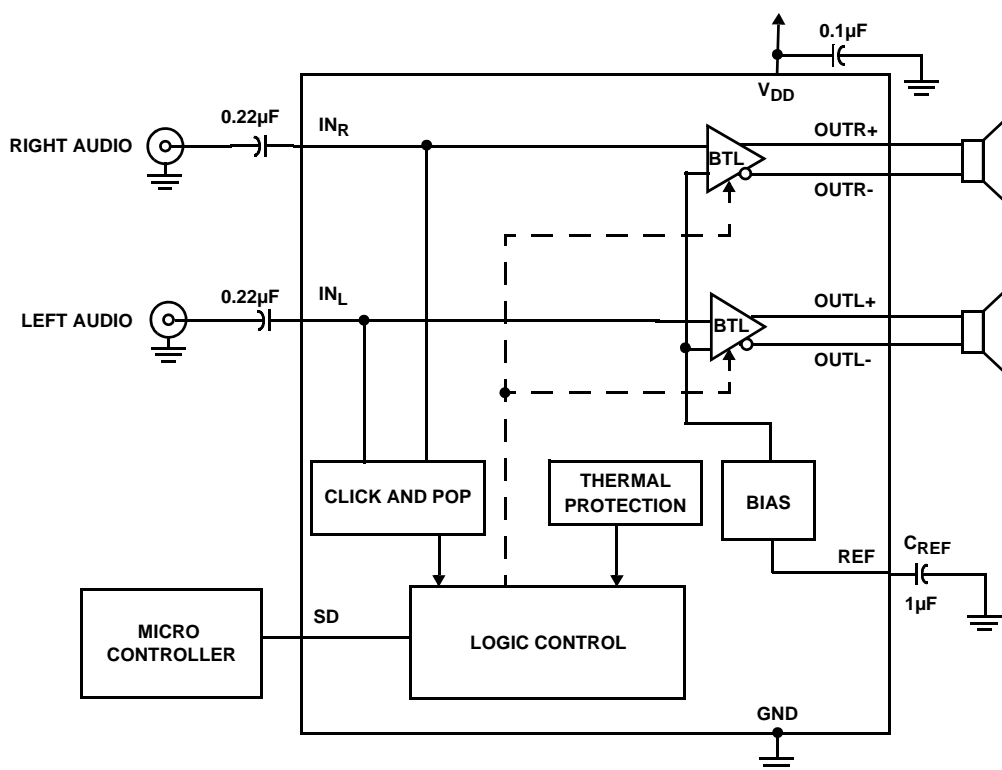 0.1µF
VDD
0.22µF
INR
RIGHT AUDIO
OUTR+
BTL
OUTR-
0.22µF
INL
LEFT AUDIO
OUTL+
BTL
OUTL-
CLICK AND POP
THERMAL
PROTECTION
BIAS
REF
CREF
1µF
MICRO
CONTROLLER
SD
LOGIC CONTROL
GND